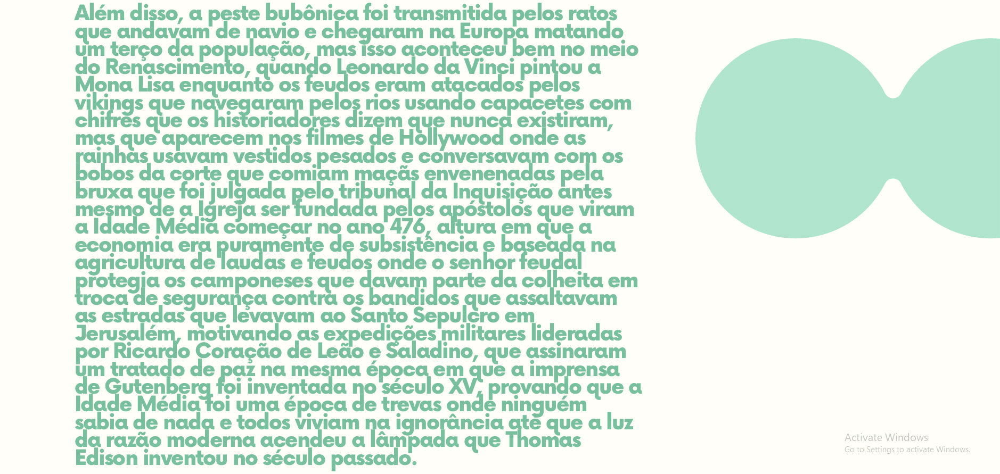 Além disso, a peste bubônica foi transmitida pelos ratos
que andavam de navio e chegaram na Europa matando
um terço da população, mas isso aconteceu bem no meio
do Renascimento, quando Leonardo da Vinci pintou a
Mona Lisa enquanto os feudos eram atacados pelos
vikings que navegaram pelos rios usando capacetes com
chifres que os historiadores dizem que nunca existiram,
mas que aparecem nos filmes de Hollywood onde as
rainhas usavam vestidos pesados e conversavam com os
bobos da corte que comiam maçãs envenenadas pela
bruxa que foi julgada pelo tribunal da Inquisição antes
mesmo de a Igreja ser fundada pelos apóstolos que viram
a Idade Média começar no ano 476, altura em que a
economia era puramente de subsistência e baseada na
agricultura de laudas e feudos onde o senhor feudal
protegia os camponeses que davam parte da colheita em
troca de segurança contra os bandidos que assaltavam
as estradas que levavam ao Santo Sepulcro em
Jerusalém, motivando as expedições militares lideradas
por Ricardo Coração de Leão e Saladino, que assinaram
um tratado de paz na mesma época em que a imprensa
de Gutenberg foi inventada no século XV, provando que a
Idade Média foi uma época de trevas onde ninguém
sabia de nada e todos viviam na ignorância até que a luz
da razão moderna acendeu a lâmpada que Thomas
Edison inventou no século passado.
Activate Windows
Go to Settings to activate Windows.